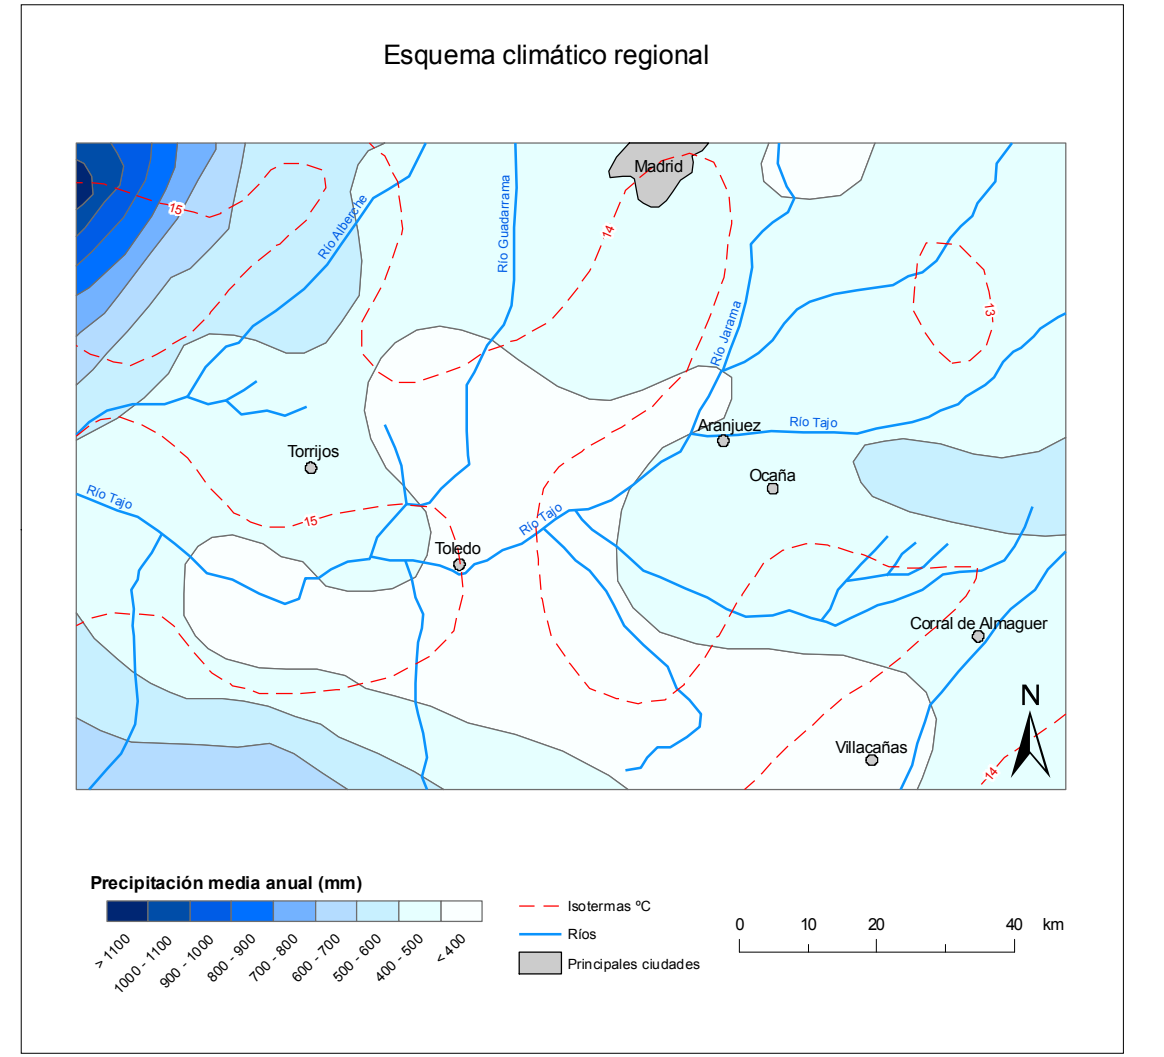 Esquema climático regional
Madrid
15
Río Alberche
Río Guadarrama
14
13
Río Jarama
Aranjuez
Río Tajo
Torrijos
Ocaña
Río Tajo
15
Río Tajo
Toledo
Corral de Almaguer
N
Villacañas
14
Precipitación media anual (mm)
> 1100
1000 - 1100
900 - 1000
800 - 900
700 - 800
600 - 700
500 - 600
400 - 500
< 400
Isotermas ºC
Ríos
Principales ciudades
0 10 20 40 km